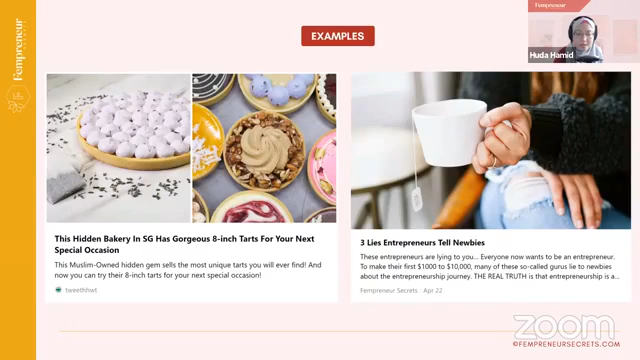 Fempreneur
SECRETS
EXAMPLES
Fempreneur
Huda Hamid
This Hidden Bakery In SG Has Gorgeous 8-inch Tarts For Your Next
Special Occasion
This Muslim-Owned hidden gem sells the most unique tarts you will ever find! And
now you can try their 8-inch tarts for your next special occasion!
tweethhwt
3 Lies Entrepreneurs Tell Newbies
These entrepreneurs are lying to you... Everyone now wants to be an entrepreneur.
To make their first $1000 to $10,000, many of these so-called gurus lie to newbies
about the entrepreneurship journey. THE REAL TRUTH is that entrepreneurship is a...
Fempreneur Secrets · Apr 22
zoom
©FEMPRENEURSECRETS.COM